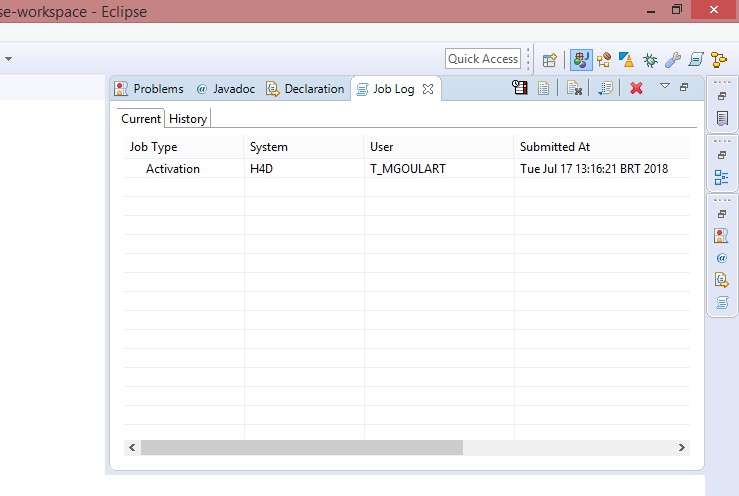 se-workspace - Eclipse
Quick Access
Problems @ Javadoc Declaration Job Log
Current History
Job Type System User Submitted At
Activation H4D T_MGOULART Tue Jul 17 13:16:21 BRT 2018